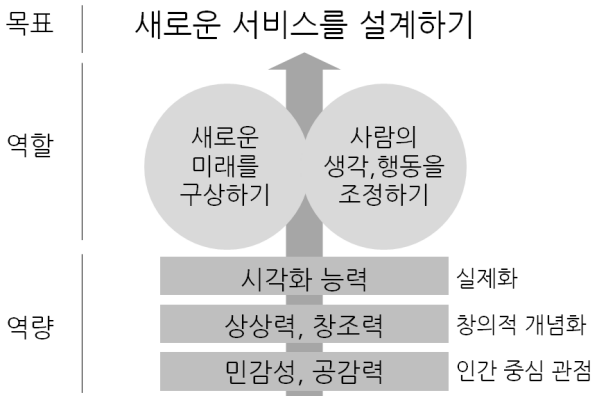 목표
새로운 서비스를 설계하기
역할
새로운
미래를
구상하기
사람의
생각,행동을
조정하기
역량
시각화 능력
실제화
상상력, 창조력
창의적 개념화
민감성, 공감력
인간 중심 관점